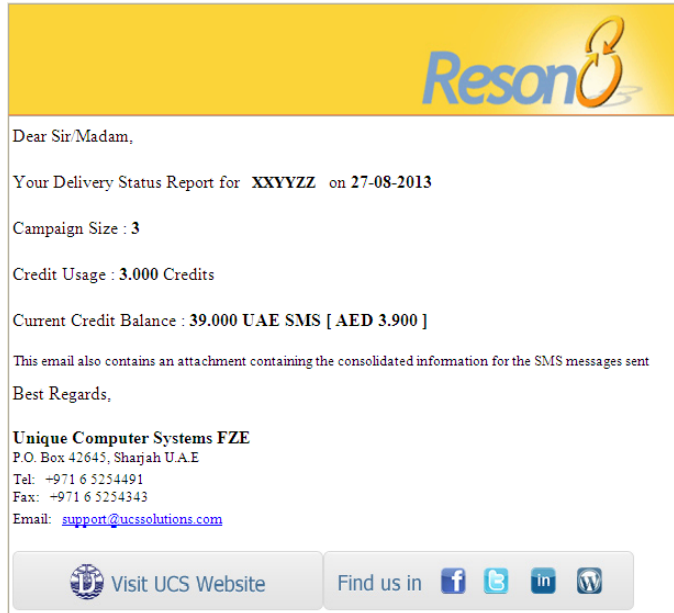 Reson8
Dear Sir/Madam,
Your Delivery Status Report for XXYYZZ on 27-08-2013
Campaign Size : 3
Credit Usage : 3.000 Credits
Current Credit Balance : 39.000 UAE SMS [ AED 3.900 ]
This email also contains an attachment containing the consolidated information for the SMS messages sent
Best Regards,
Unique Computer Systems FZE
P.O. Box 42645, Sharjah U.A.E
Tel: +971 6 5254491
Fax: +971 6 5254343
Email: support@ucssolutions.com
Visit UCS Website Find us in f t in W